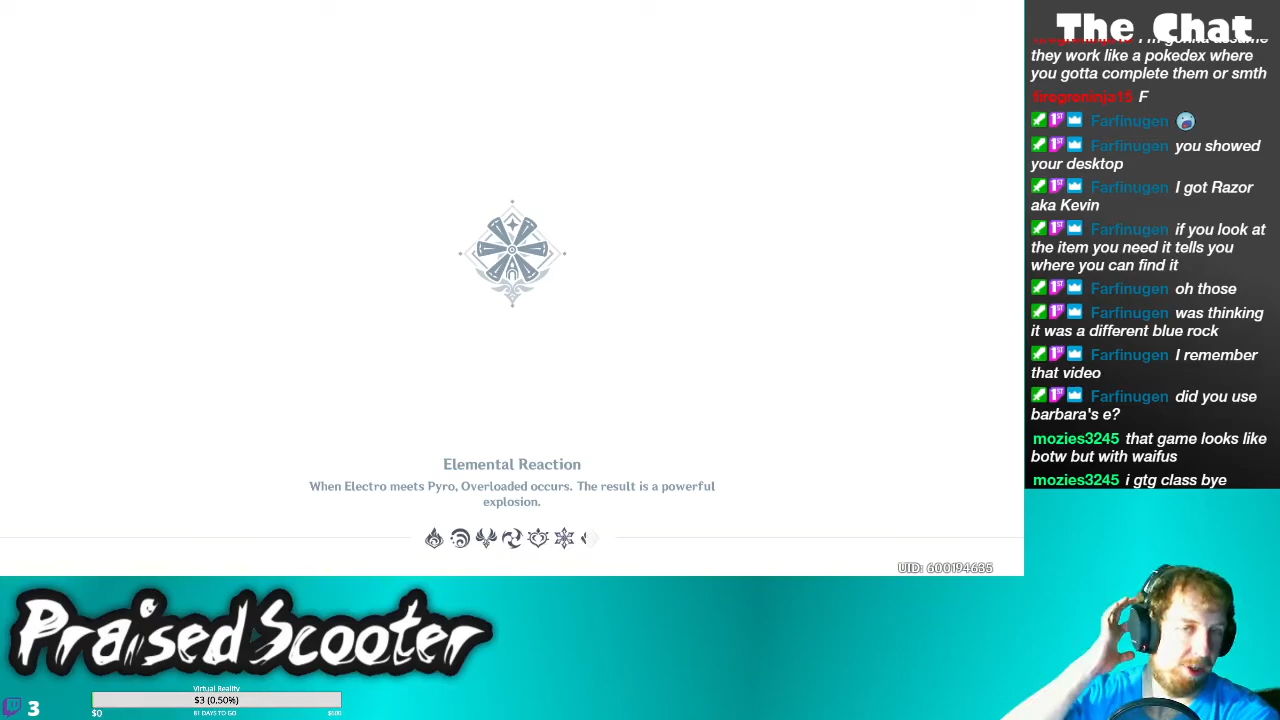 The Chat
they work like a pokedex where
you gotta complete them or smth
firegreninja15 F
Farfinugen
Farfinugen you showed
your desktop
Farfinugen I got Razor
aka Kevin
Farfinugen if you look at
the item you need it tells you
where you can find it
Farfinugen oh those
Farfinugen was thinking
it was a different blue rock
Farfinugen I remember
that video
Farfinugen did you use
barbara's e?
mozies3245 that game looks like
botw but with waifus
mozies3245 i gtg class bye
Elemental Reaction
When Electro meets Pyro, Overloaded occurs. The result is a powerful
explosion.
UID: 600194635
PraisedScooter
Virtual Reality
$3 (0.50%)
$0
81 DAYS TO GO
3